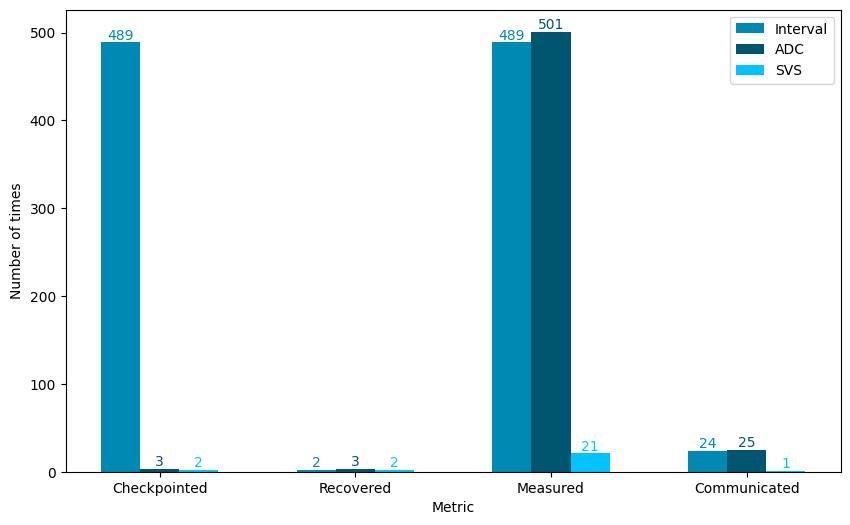 Number of times
500
400
300
200
100
0
489
3
2
2
3
2
489
501
21
24
25
1
Interval
ADC
SVS
Checkpointed
Recovered
Measured
Communicated
Metric